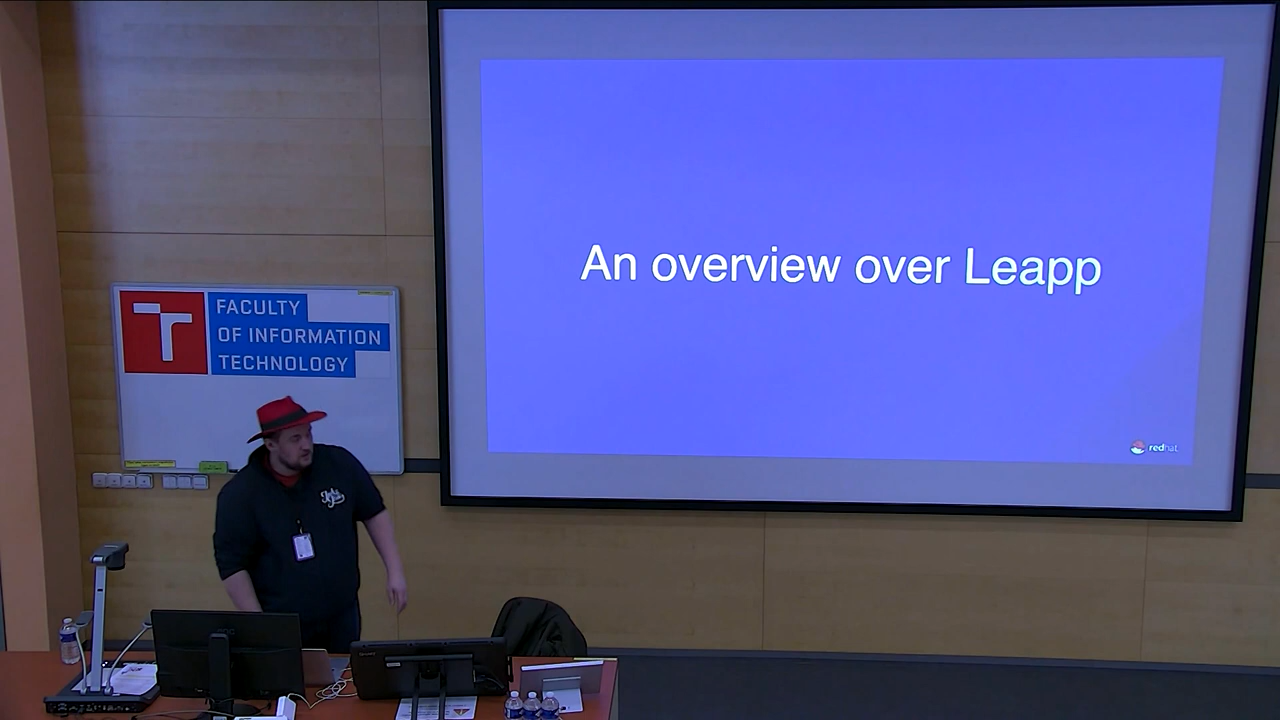 An overview over Leapp
redhat
FACULTY
OF INFORMATION
TECHNOLOGY